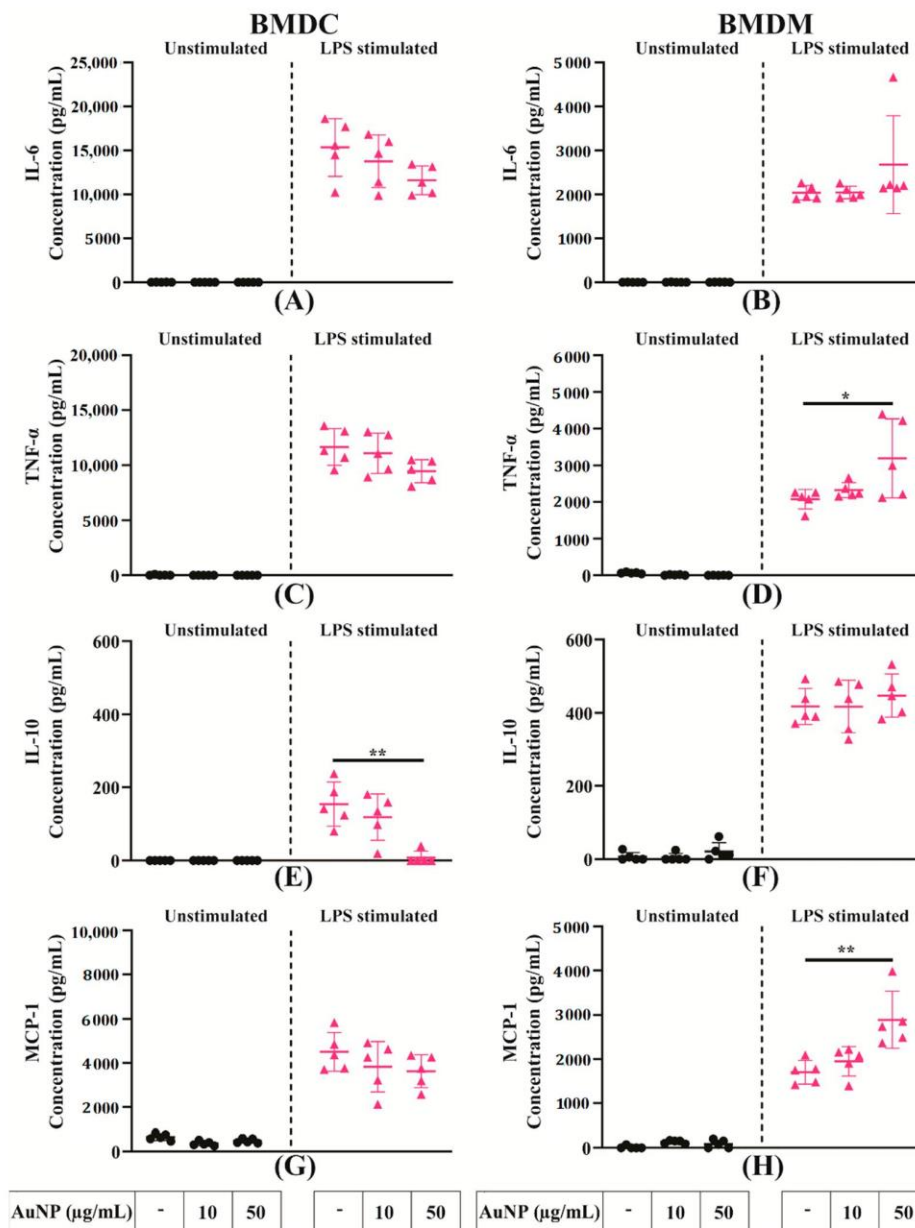 BMDC
BMDM
Unstimulated
LPS stimulated
Unstimulated
LPS stimulated
IL-6
Concentration (pg/mL)
25,000
20,000
15,000
10,000
5000
0
(A)
IL-6
Concentration (pg/mL)
5000
4000
3000
2000
1000
0
(B)
Unstimulated
LPS stimulated
TNF-α
Concentration (pg/mL)
20,000
15,000
10,000
5000
0
(C)
Unstimulated
LPS stimulated
TNF-α
Concentration (pg/mL)
6000
5000
4000
3000
2000
1000
0
*
(D)
Unstimulated
LPS stimulated
IL-10
Concentration (pg/mL)
600
400
200
0
**
(E)
Unstimulated
LPS stimulated
IL-10
Concentration (pg/mL)
600
400
200
0
(F)
Unstimulated
LPS stimulated
MCP-1
Concentration (pg/mL)
10,000
8000
6000
4000
2000
0
(G)
Unstimulated
LPS stimulated
MCP-1
Concentration (pg/mL)
5000
4000
3000
2000
1000
0
**
(H)
AuNP (µg/mL) - 10 50 - 10 50
AuNP (µg/mL) - 10 50 - 10 50